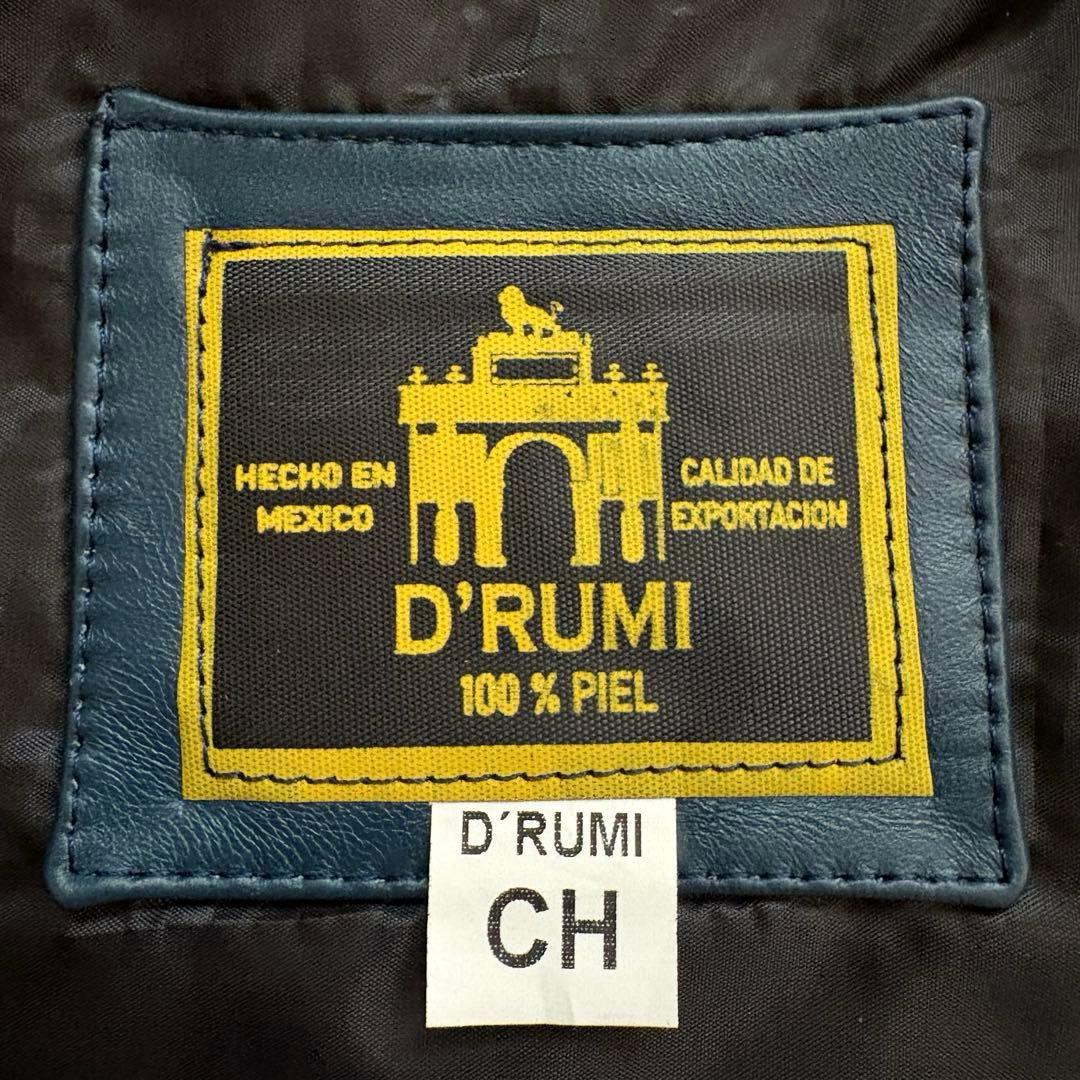 HECHO EN
MEXICO
CALIDAD DE
EXPORTACION
D'RUMI
100 % PIEL
D´RUMI
CH